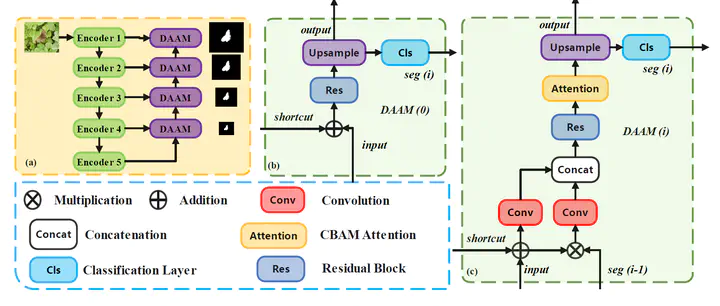 Encoder 1
DAAM
Encoder 2
DAAM
Encoder 3
DAAM
Encoder 4
DAAM
Encoder 5
(a)
output
Upsample
Cls
seg (i)
Res
DAAM (0)
shortcut
input
(b)
output
Upsample
Cls
seg (i)
Attention
Res
DAAM (i)
Concat
Conv
Conv
shortcut
input
seg (i-1)
(c)
Multiplication
Addition
Conv
Convolution
Concat
Concatenation
Attention
CBAM Attention
Cls
Classification Layer
Res
Residual Block